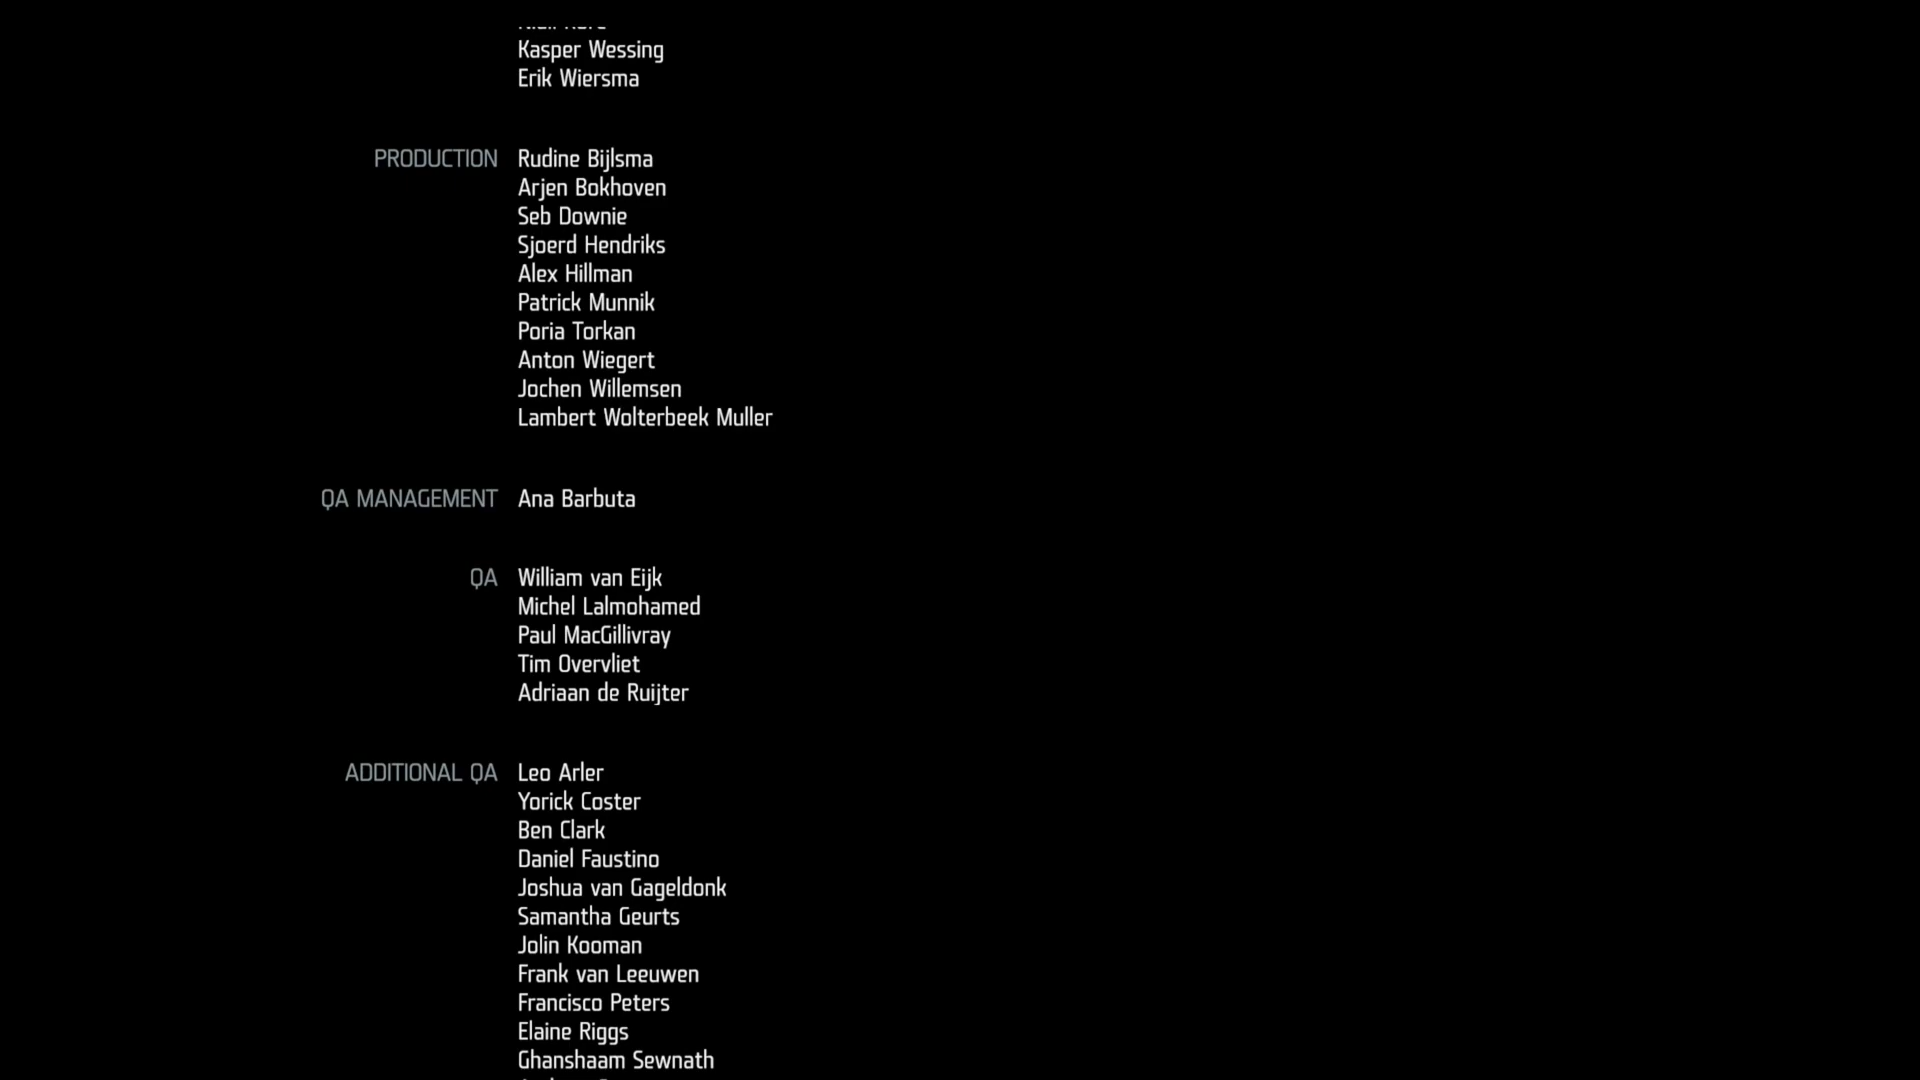 Kasper Wessing
Erik Wiersma
PRODUCTION Rudine Bijlsma
Arjen Bokhoven
Seb Downie
Sjoerd Hendriks
Alex Hillman
Patrick Munnik
Poria Torkan
Anton Wiegert
Jochen Willemsen
Lambert Wolterbeek Muller
QA MANAGEMENT Ana Barbuta
QA William van Eijk
Michel Lalmohamed
Paul MacGillivray
Tim Overvliet
Adriaan de Ruijter
ADDITIONAL QA Leo Arler
Yorick Coster
Ben Clark
Daniel Faustino
Joshua van Gageldonk
Samantha Geurts
Jolin Kooman
Frank van Leeuwen
Francisco Peters
Elaine Riggs
Ghanshaam Sewnath